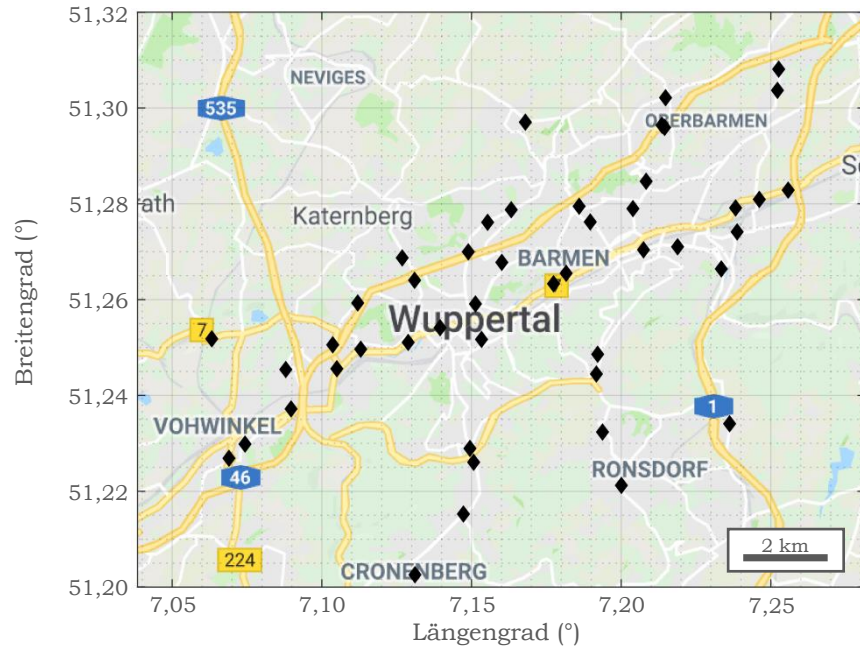 51,32
51,30
51,28
51,26
51,24
51,22
51,20
Breitengrad (°)
NEVIGES
535
OBERBARMEN
ath
Katernberg
BARMEN
Wuppertal
7
1
VOHWINKEL
46
RONSDORF
224
CRONENBERG
2 km
7,05 7,10 7,15 7,20 7,25
Längengrad (°)